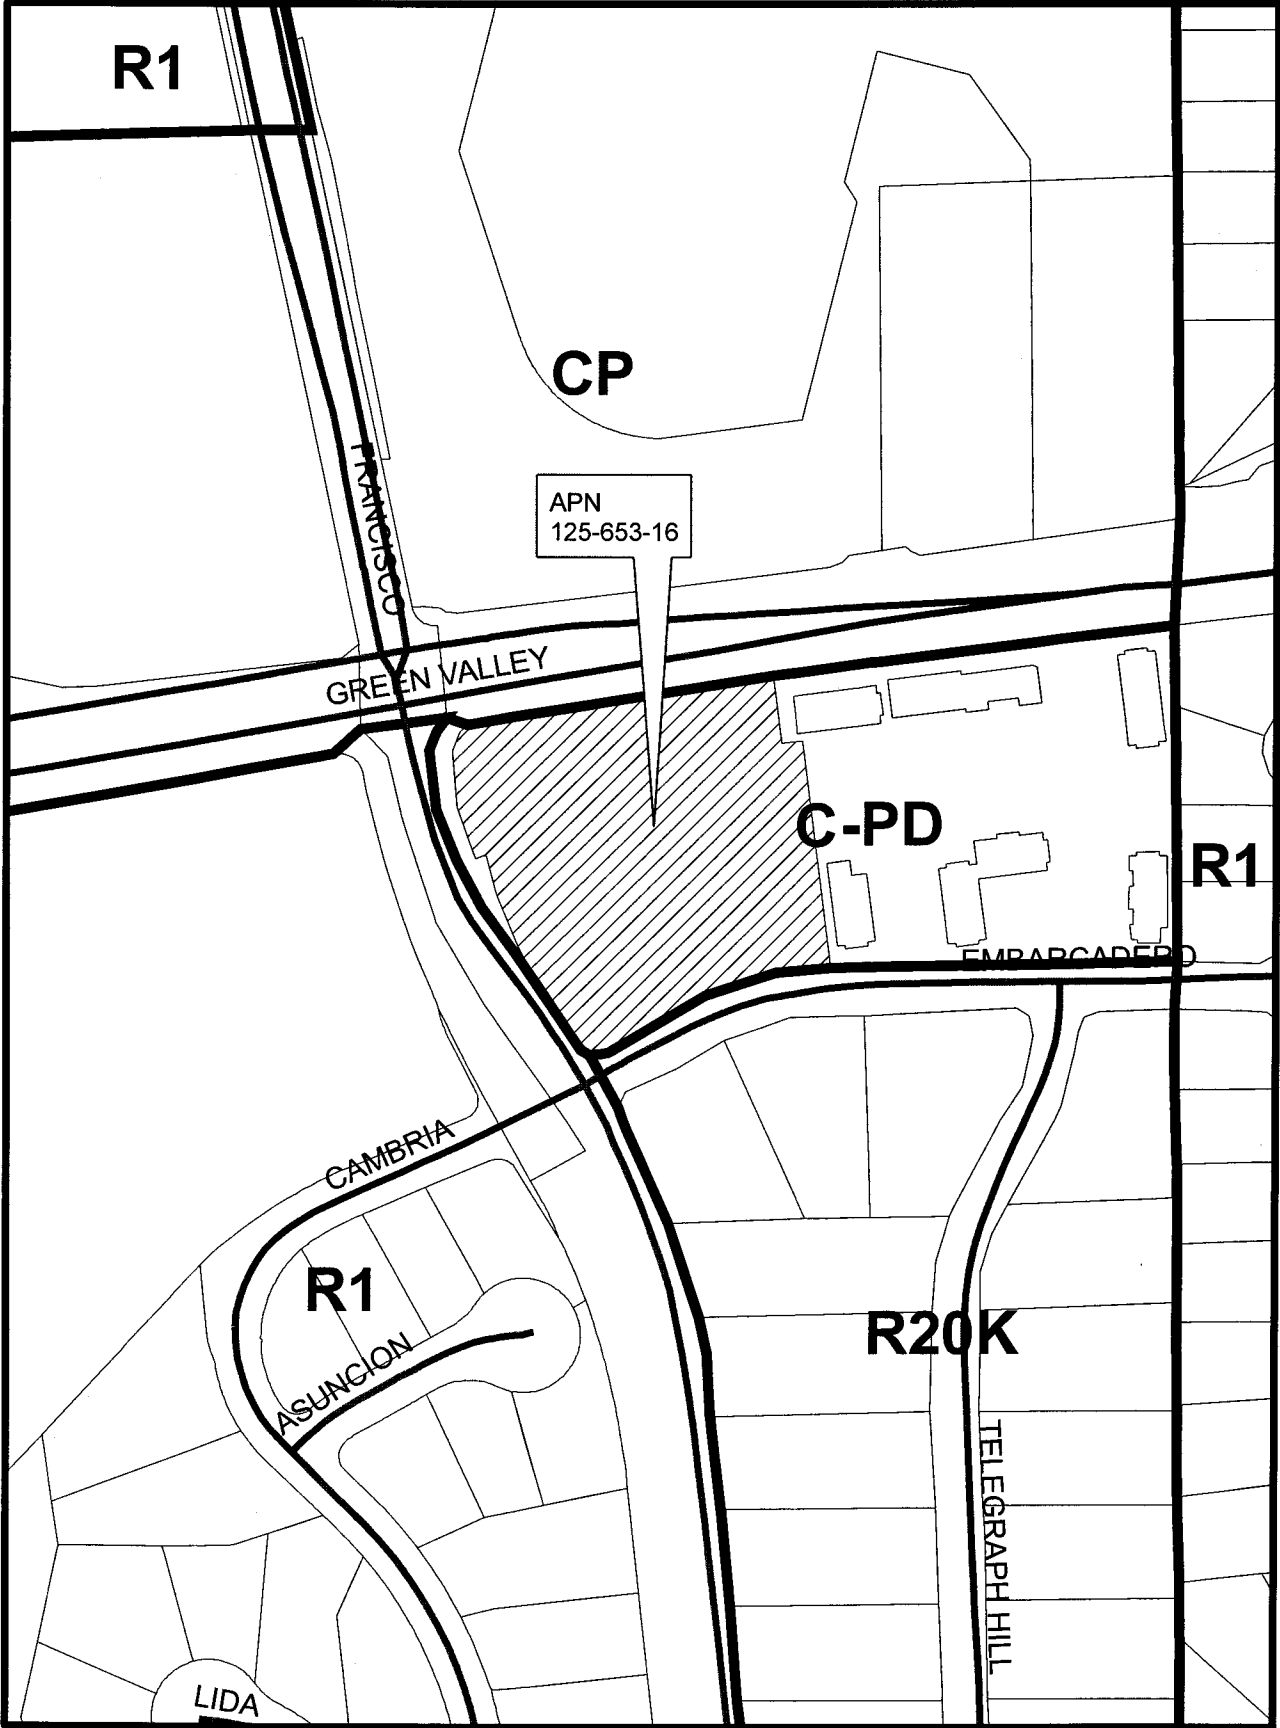 R1
CP
FRANCISCO
APN
125-653-16
GREEN VALLEY
C-PD
R1
EMBARCADERO
CAMBRIA
R1
ASUNCION
R20K
TELEGRAPH HILL
LIDA